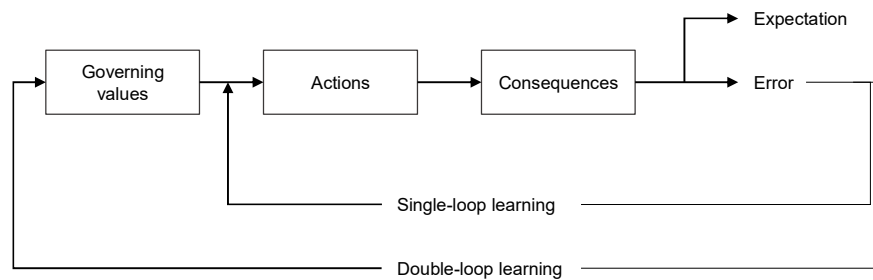 Expectation
Governing
values
Actions
Consequences
Error
Single-loop learning
Double-loop learning